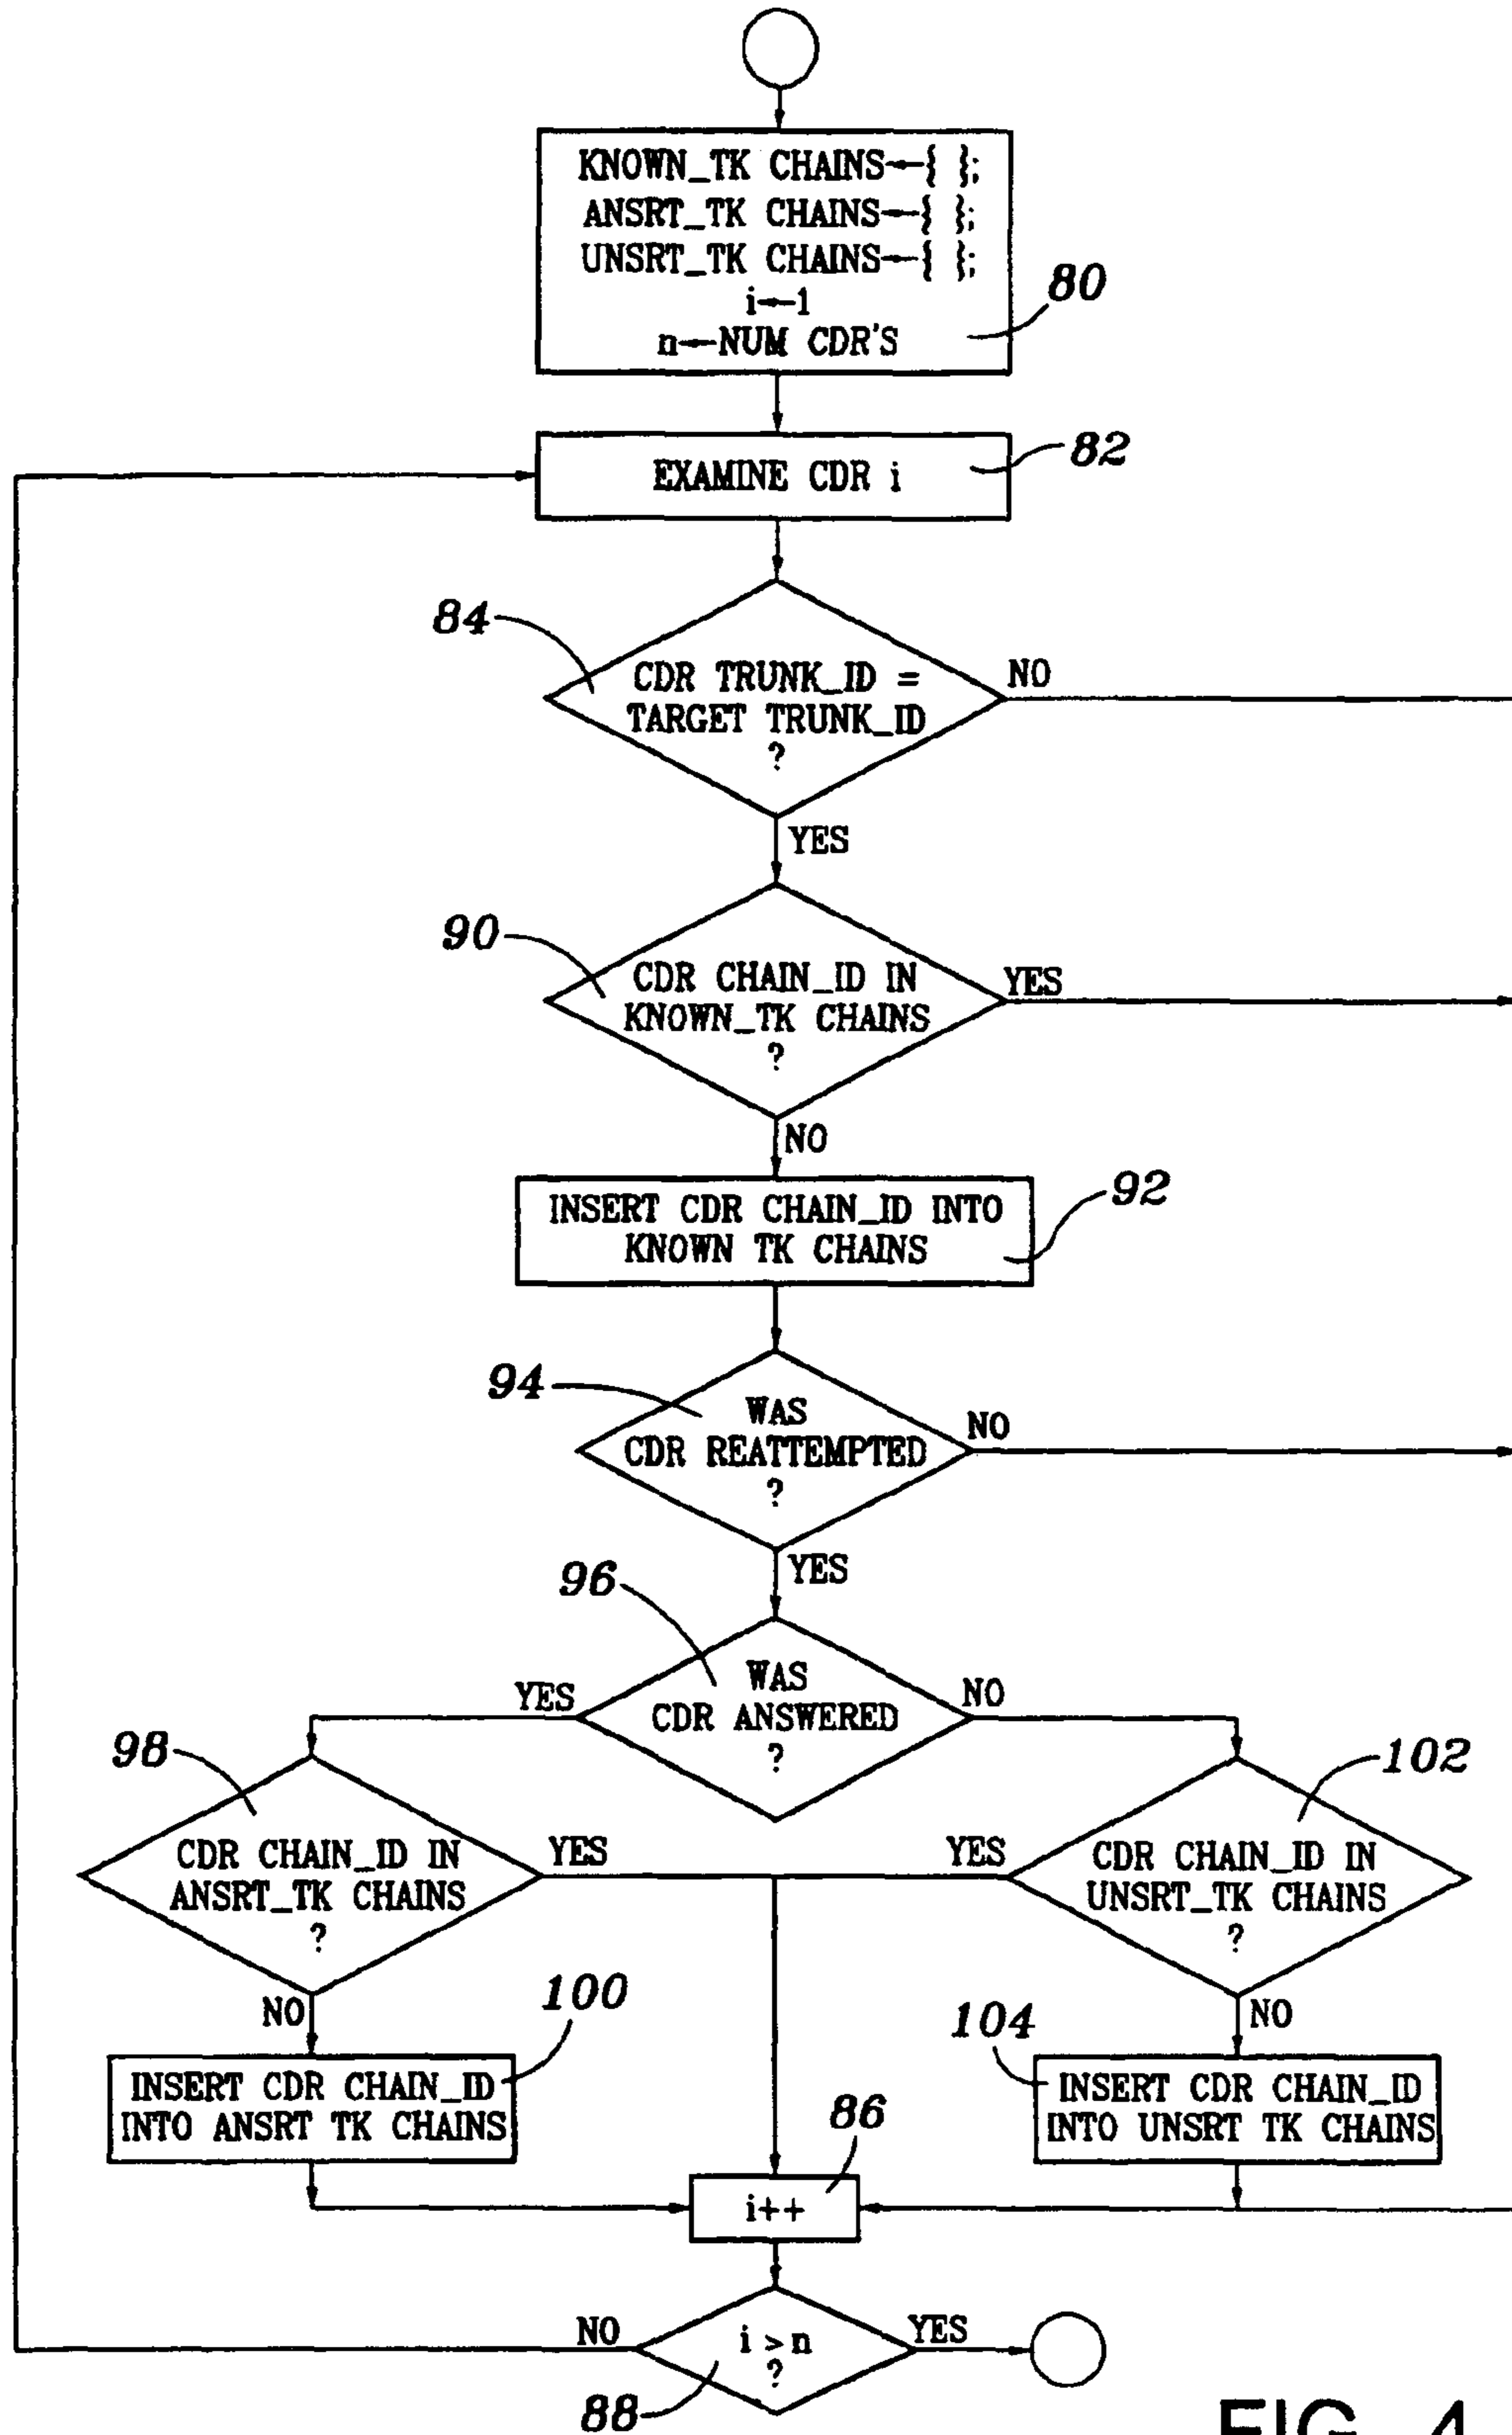 KNOWN_TK CHAINS←{ };
ANSRT_TK CHAINS←{ };
UNSRT_TK CHAINS←{ };
i←1
n←NUM CDR'S
80
EXAMINE CDR i
82
84
CDR TRUNK_ID =
TARGET TRUNK_ID
?
NO
YES
90
CDR CHAIN_ID IN
KNOWN_TK CHAINS
?
YES
NO
INSERT CDR CHAIN_ID INTO
KNOWN TK CHAINS
92
94
WAS
CDR REATTEMPTED
?
NO
YES
96
WAS
CDR ANSWERED
?
YES
NO
98
CDR CHAIN_ID IN
ANSRT_TK CHAINS
?
YES
NO
102
CDR CHAIN_ID IN
UNSRT_TK CHAINS
?
YES
NO
100
INSERT CDR CHAIN_ID
INTO ANSRT TK CHAINS
104
INSERT CDR CHAIN_ID
INTO UNSRT TK CHAINS
86
i++
i > n
?
NO
YES
88
FIG. 4